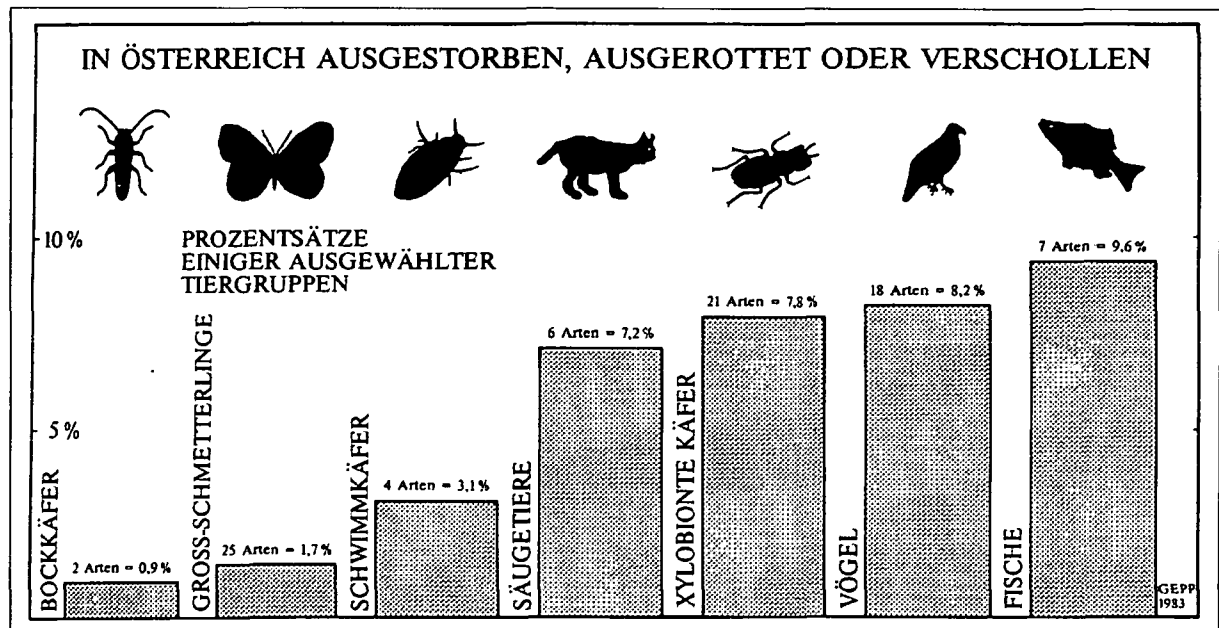 IN ÖSTERREICH AUSGESTORBEN, AUSGEROTTET ODER VERSCHOLLEN
10%
PROZENTSÄTZE
EINIGER AUSGEWÄHLTER
TIERGRUPPEN
5%
BOCKKÄFER
2 Arten = 0,9%
GROSS-SCHMETTERLINGE
25 Arten = 1,7%
SCHWIMMKÄFER
4 Arten = 3,1%
SÄUGETIERE
6 Arten = 7,2%
XYLOBIONTE KÄFER
21 Arten = 7,8%
VÖGEL
18 Arten = 8,2%
FISCHE
7 Arten = 9,6%
GEPP
1983